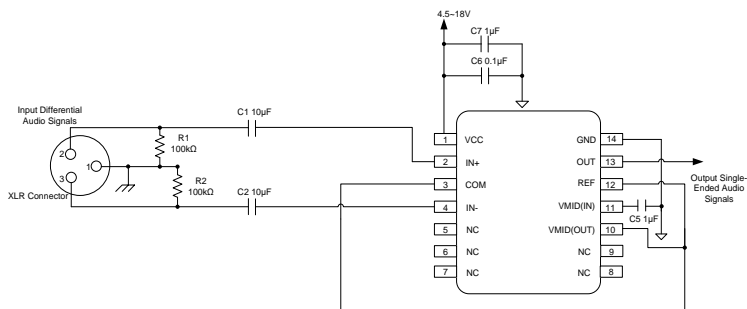 4.5~18V
C7 1µF
C6 0.1µF
Input Differential
Audio Signals
C1 10µF
R1
100kΩ
2
1
3
R2
100kΩ
XLR Connector
C2 10µF
1 VCC GND 14
2 IN+ OUT 13
3 COM REF 12
4 IN- VMID(IN) 11
C5 1µF
5 NC VMID(OUT) 10
6 NC NC 9
7 NC NC 8
Output Single-
Ended Audio
Signals